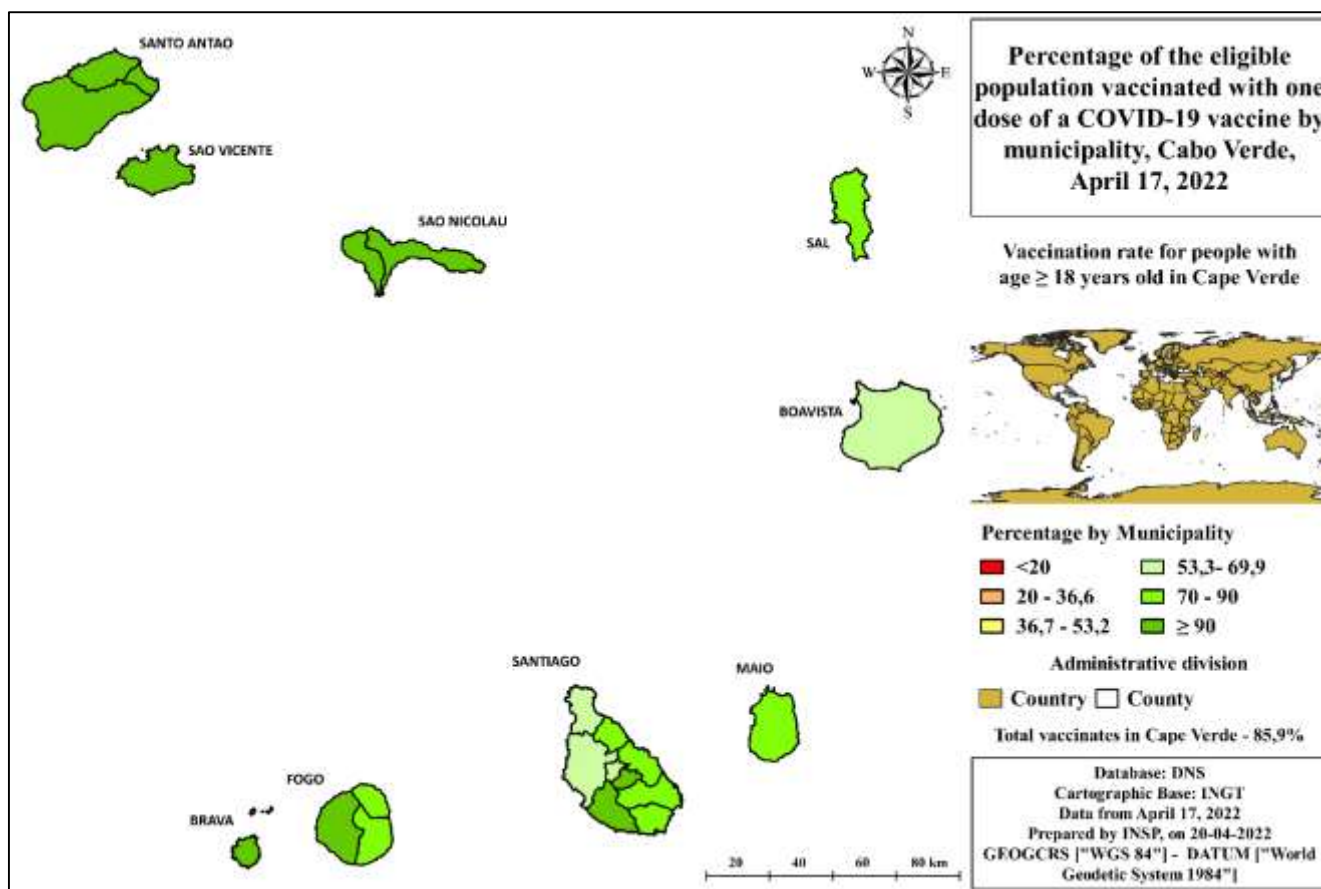 SANTO ANTAO
SAO VICENTE
SAO NICOLAU
SAL
BOAVISTA
SANTIAGO
MAIO
FOGO
BRAVA
N
W
E
S
20 40 60 80 km
Percentage of the eligible
population vaccinated with one
dose of a COVID-19 vaccine by
municipality, Cabo Verde,
April 17, 2022
Vaccination rate for people with
age ≥ 18 years old in Cape Verde
Percentage by Municipality
<20
20 - 36,6
36,7 - 53,2
53,3- 69,9
70 - 90
≥ 90
Administrative division
Country County
Total vaccinates in Cape Verde - 85,9%
Database: DNS
Cartographic Base: INGT
Data from April 17, 2022
Prepared by INSP, on 20-04-2022
GEOGCRS ["WGS 84"] - DATUM ["World
Geodetic System 1984"]